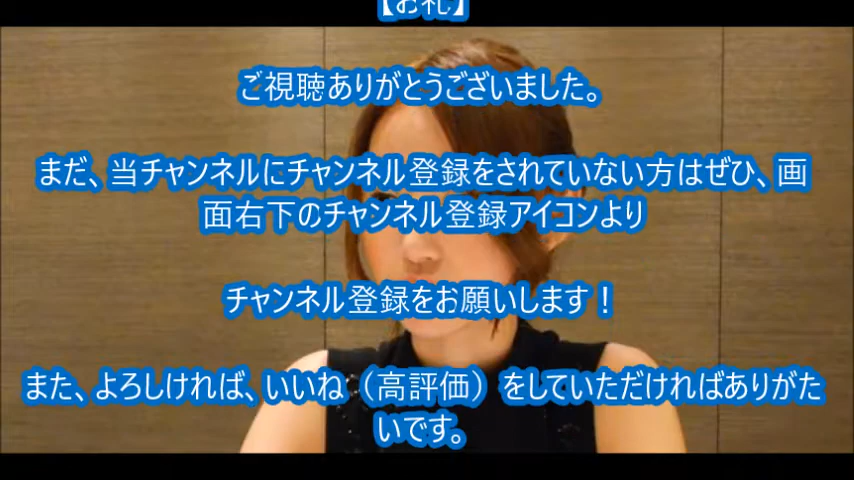 【お礼】
ご視聴ありがとうございました。
まだ、当チャンネルにチャンネル登録をされていない方はぜひ、画
面右下のチャンネル登録アイコンより
チャンネル登録をお願いします！
また、よろしければ、いいね（高評価）をしていただければありがた
いです。